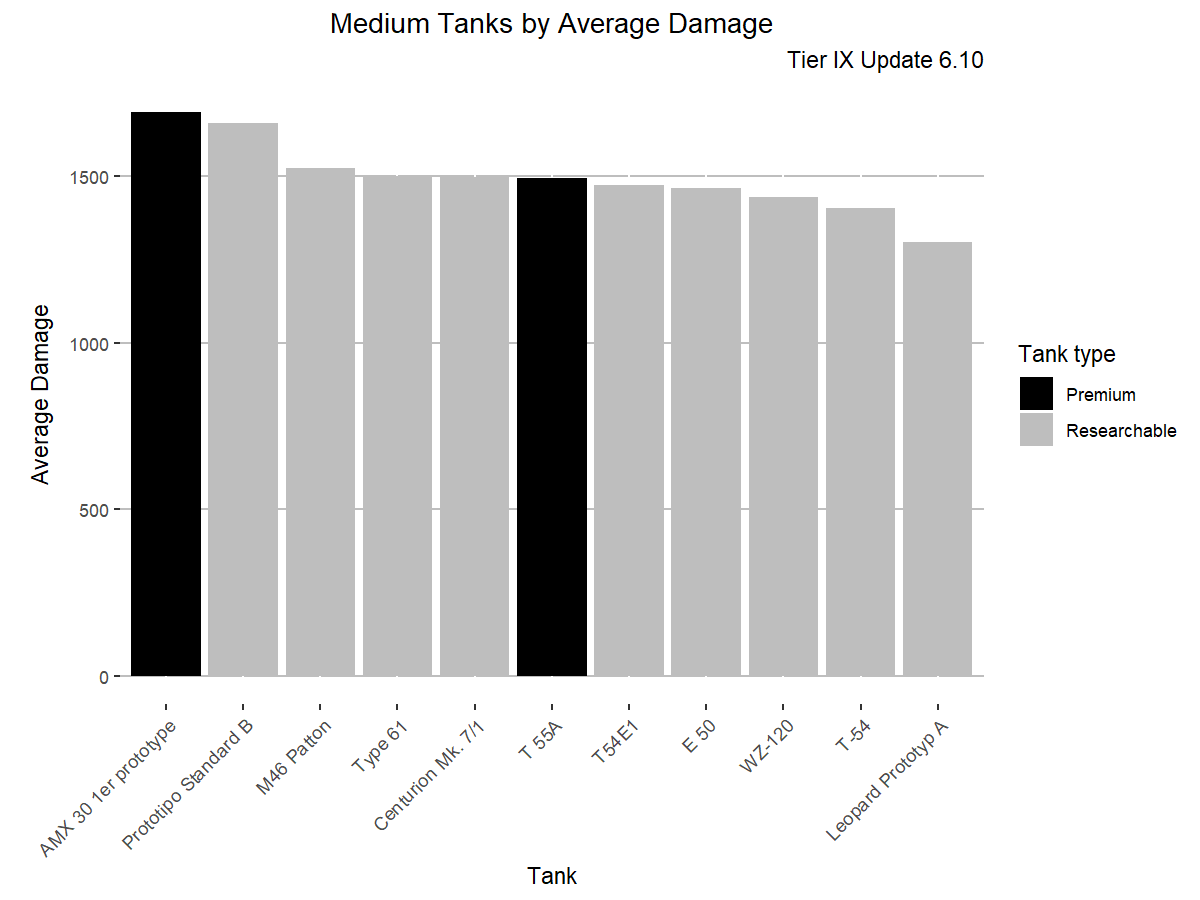 Medium Tanks by Average Damage
Tier IX Update 6.10
Average Damage
1500
1000
500
0
AMX 30 1er prototype
Prototipo Standard B
M46 Patton
Type 61
Centurion Mk. 7/1
T 55A
T54E1
E 50
WZ-120
T-54
Leopard Prototyp A
Tank
Tank type
Premium
Researchable